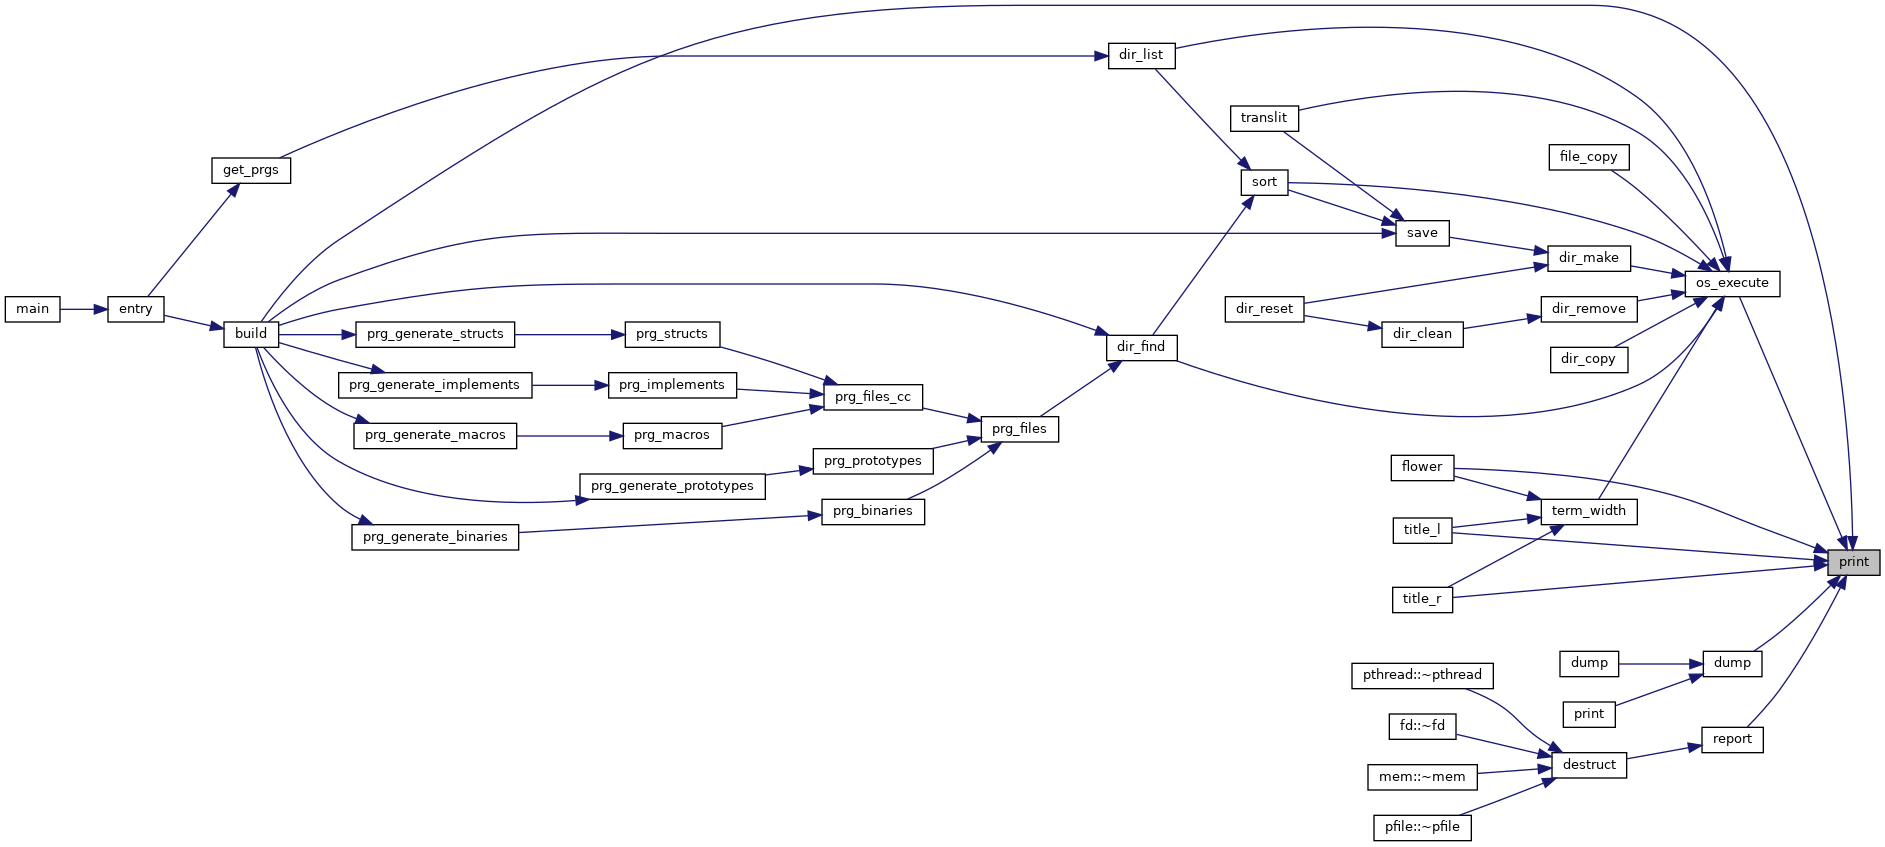 dir_list
translit
file_copy
get_prgs
sort
save
dir_make
os_execute
main
entry
dir_reset
dir_remove
build
prg_generate_structs
prg_structs
dir_find
dir_clean
dir_copy
prg_generate_implements
prg_implements
prg_files_cc
prg_generate_macros
prg_macros
prg_files
prg_prototypes
flower
prg_generate_prototypes
prg_binaries
term_width
title_l
prg_generate_binaries
print
title_r
dump
dump
pthread::~pthread
print
fd::~fd
report
destruct
mem::~mem
pfile::~pfile